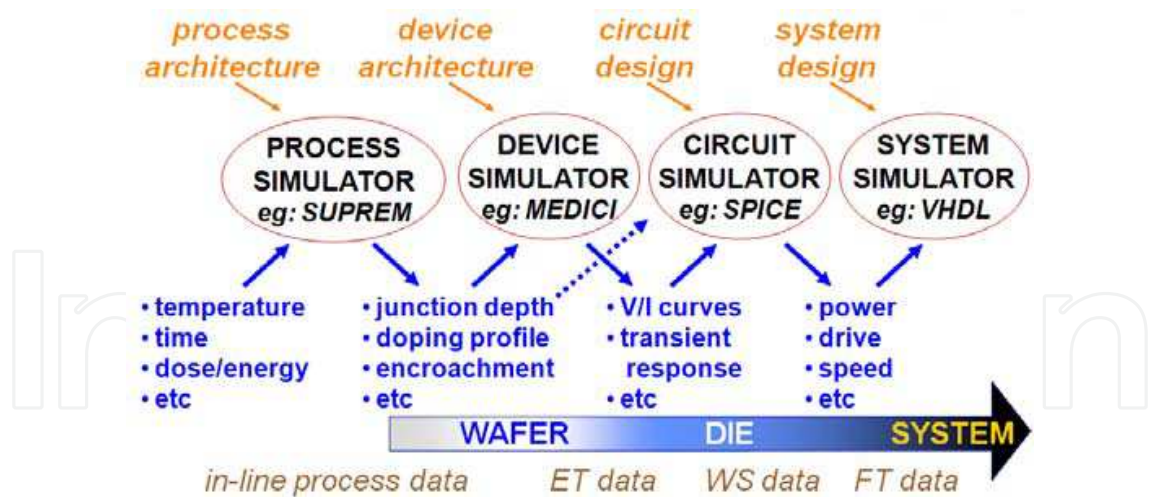 process
architecture
device
architecture
circuit
design
system
design
PROCESS
SIMULATOR
eg: SUPREM
DEVICE
SIMULATOR
eg: MEDICI
CIRCUIT
SIMULATOR
eg: SPICE
SYSTEM
SIMULATOR
eg: VHDL
• temperature
• time
• dose/energy
• etc
• junction depth
• doping profile
• encroachment
• etc
• V/I curves
• transient
response
• etc
• power
• drive
• speed
• etc
WAFER DIE SYSTEM
in-line process data ET data WS data FT data